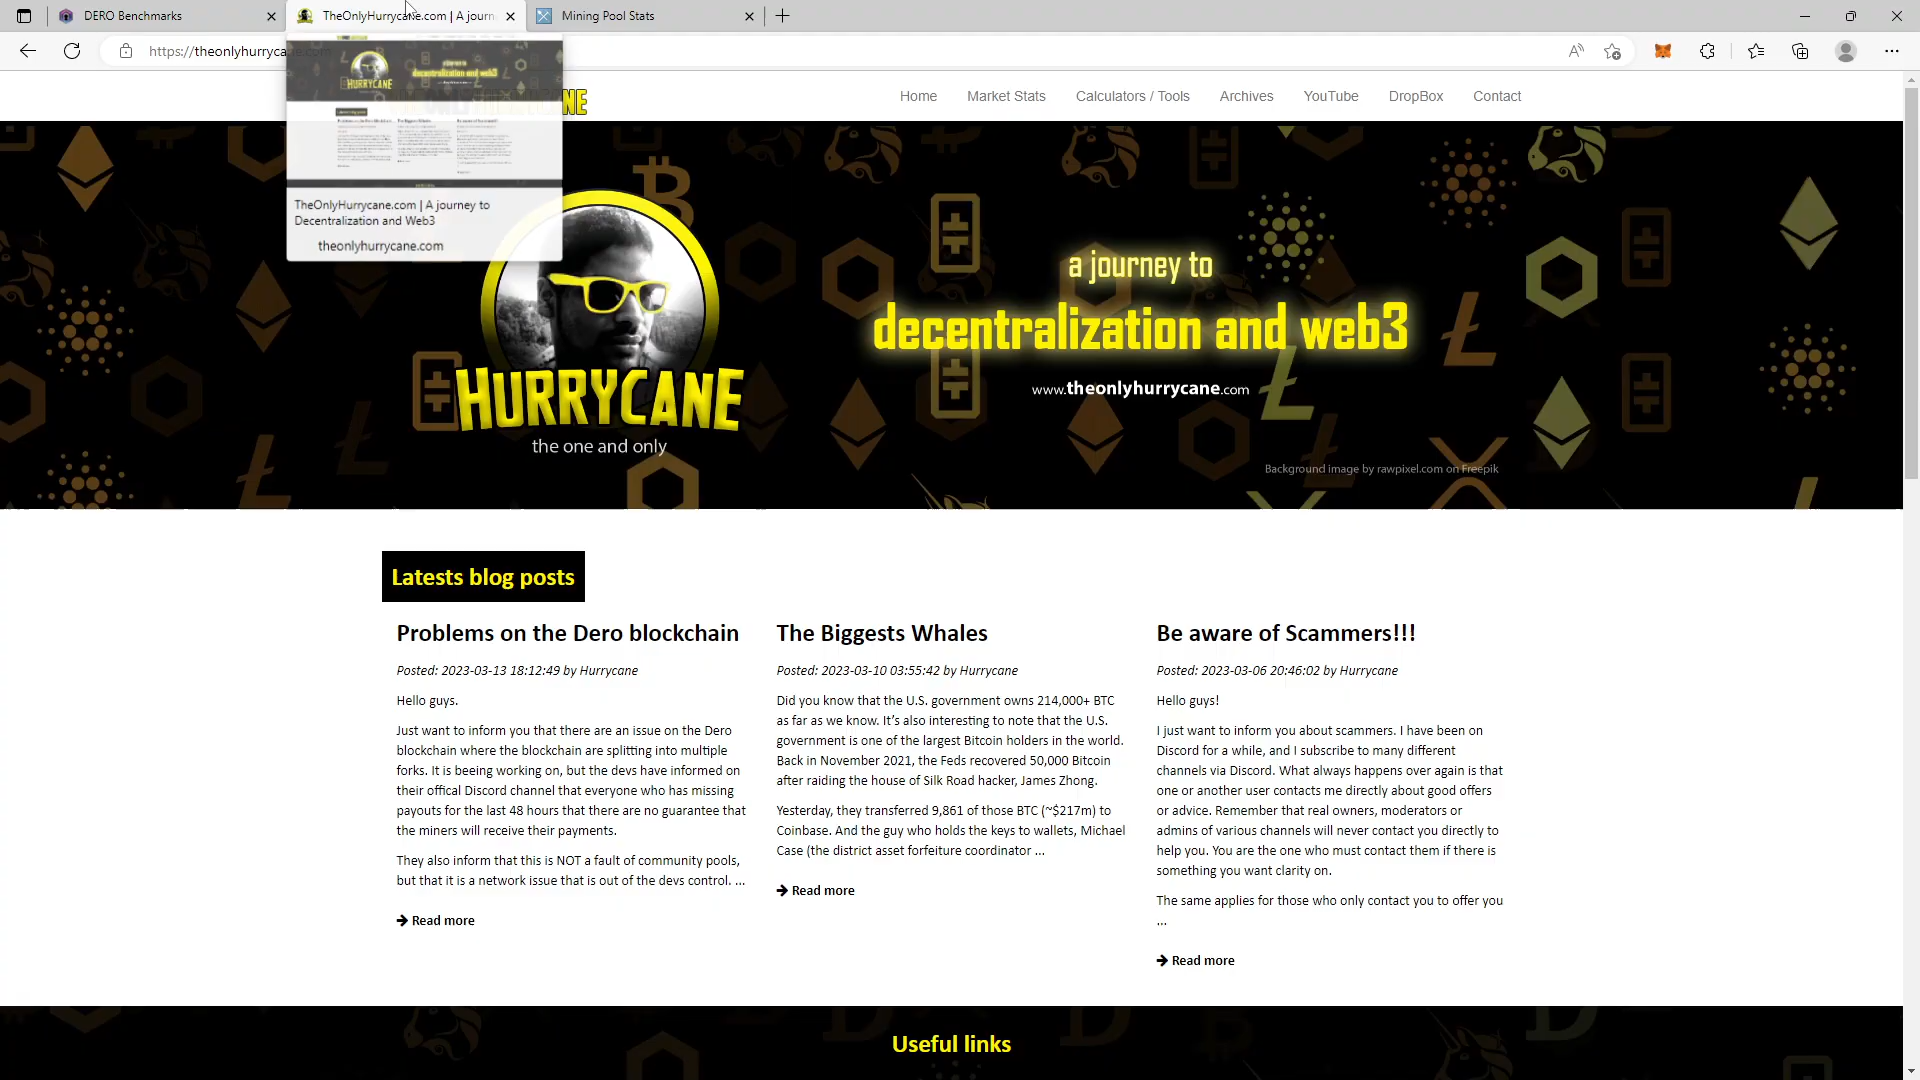 DERO Benchmarks
TheOnlyHurrycane.com | A journ
Mining Pool Stats
https://theonlyhurrycane.com
Home
Market Stats
Calculators / Tools
Archives
YouTube
DropBox
Contact
TheOnlyHurrycane.com | A journey to
Decentralization and Web3
theonlyhurrycane.com
HURRYCANE
the one and only
a journey to
decentralization and web3
www.theonlyhurrycane.com
Background image by rawpixel.com on Freepik
Latests blog posts
Problems on the Dero blockchain
Posted: 2023-03-13 18:12:49 by Hurrycane
Hello guys.
Just want to inform you that there are an issue on the Dero
blockchain where the blockchain are splitting into multiple
forks. It is beeing working on, but the devs have informed on
their offical Discord channel that everyone who has missing
payouts for the last 48 hours that there are no guarantee that
the miners will receive their payments.
They also inform that this is NOT a fault of community pools,
but that it is a network issue that is out of the devs control. ...
Read more
The Biggests Whales
Posted: 2023-03-10 03:55:42 by Hurrycane
Did you know that the U.S. government owns 214,000+ BTC
as far as we know. It's also interesting to note that the U.S.
government is one of the largest Bitcoin holders in the world.
Back in November 2021, the Feds recovered 50,000 Bitcoin
after raiding the house of Silk Road hacker, James Zhong.
Yesterday, they transferred 9,861 of those BTC (~$217m) to
Coinbase. And the guy who holds the keys to wallets, Michael
Case (the district asset forfeiture coordinator ...
Read more
Be aware of Scammers!!!
Posted: 2023-03-06 20:46:02 by Hurrycane
Hello guys!
I just want to inform you about scammers. I have been on
Discord for a while, and I subscribe to many different
channels via Discord. What always happens over again is that
one or another user contacts me directly about good offers
or advice. Remember that real owners, moderators or
admins of various channels will never contact you directly to
help you. You are the one who must contact them if there is
something you want clarity on.
The same applies for those who only contact you to offer you
...
Read more
Useful links